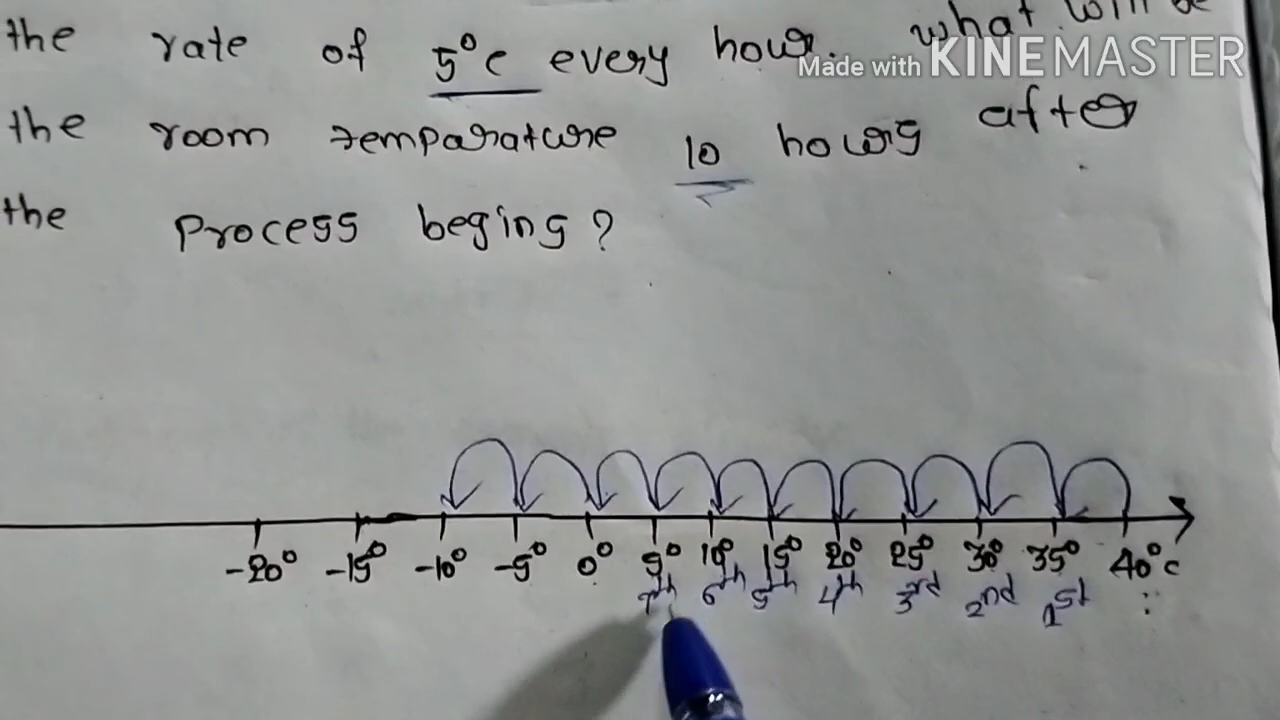 the rate of 5°c every hour. what will be
Made with KINEMASTER
the room temparature 10 hours after
the process begins?
-20° -15° -10° -5° 0° 5° 10° 15° 20° 25° 30° 35° 40°c
7th 6th 5th 4th 3rd 2nd 1st :